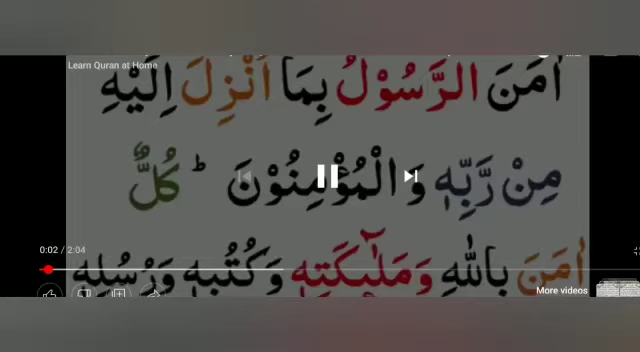 Learn Quran at Home
اٰمَنَ الرَّسُوْلُ بِمَاۤ اُنْزِلَ اِلَيْهِ
مِنْ رَّبِّهٖ وَالْمُؤْمِنُوْنَ ؕ كُلٌّ
اٰمَنَ بِاللّٰهِ وَمَلٰٓئِكَتِهٖ وَكُتُبِهٖ وَرُسُلِهٖ
0:02 / 2:04
More videos